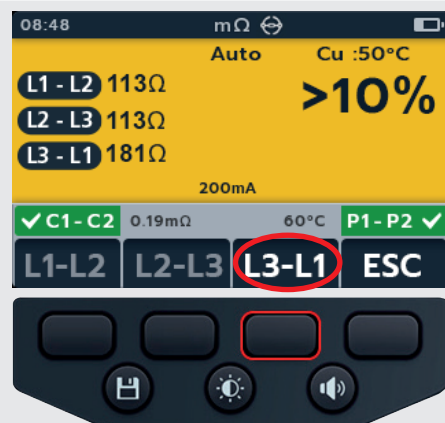 08:48 mΩ
Auto Cu :50°C
L1 - L2 113Ω >10%
L2 - L3 113Ω
L3 - L1 181Ω
200mA
✓ C1 - C2 0.19mΩ 60°C P1 - P2 ✓
L1-L2 L2-L3 L3-L1 ESC